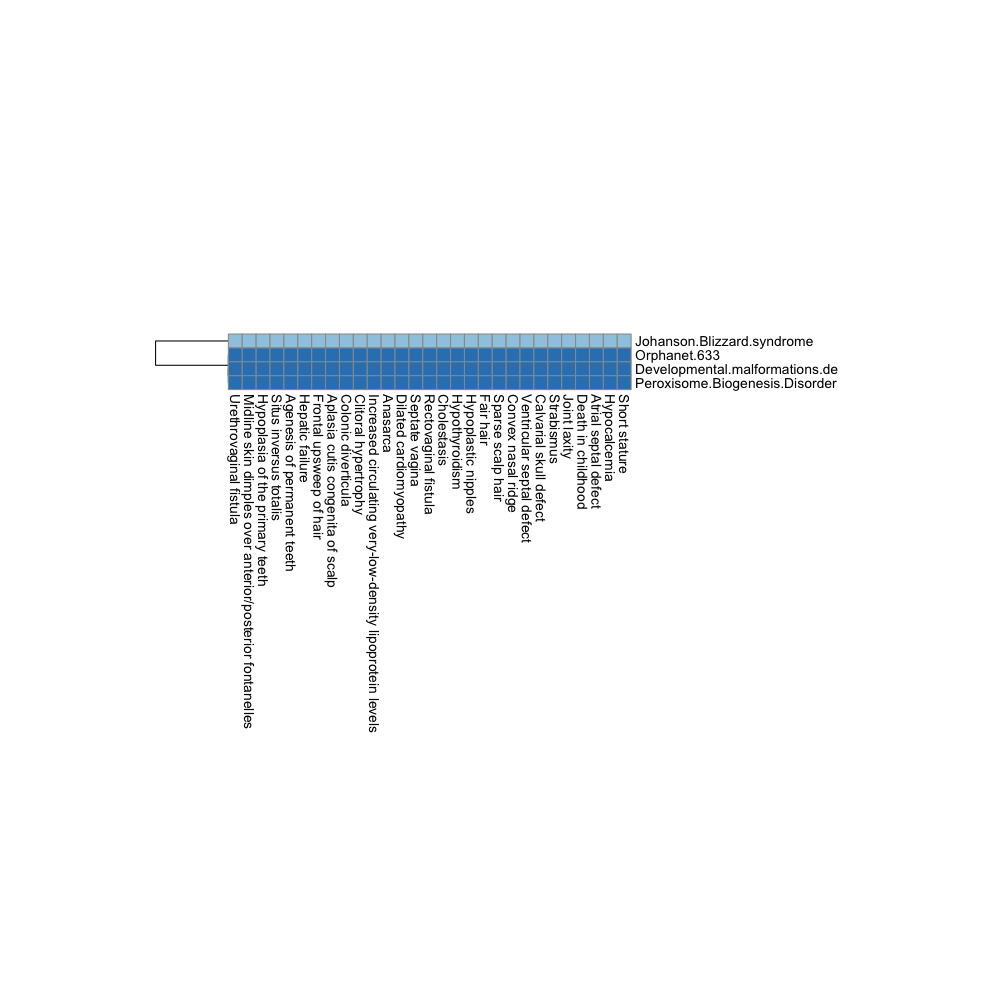 Johanson.Blizzard.syndrome
Orphanet.633
Developmental.malformations.de
Peroxisome.Biogenesis.Disorder
Urethrovaginal fistula
Midline skin dimples over anterior/posterior fontanelles
Hypoplasia of the primary teeth
Situs inversus totalis
Agenesis of permanent teeth
Hepatic failure
Frontal upsweep of hair
Aplasia cutis congenita of scalp
Colonic diverticula
Clitoral hypertrophy
Increased circulating very-low-density lipoprotein levels
Anasarca
Dilated cardiomyopathy
Septate vagina
Rectovaginal fistula
Cholestasis
Hypothyroidism
Hypoplastic nipples
Fair hair
Sparse scalp hair
Convex nasal ridge
Ventricular septal defect
Calvarial skull defect
Strabismus
Joint laxity
Death in childhood
Atrial septal defect
Hypocalcemia
Short stature